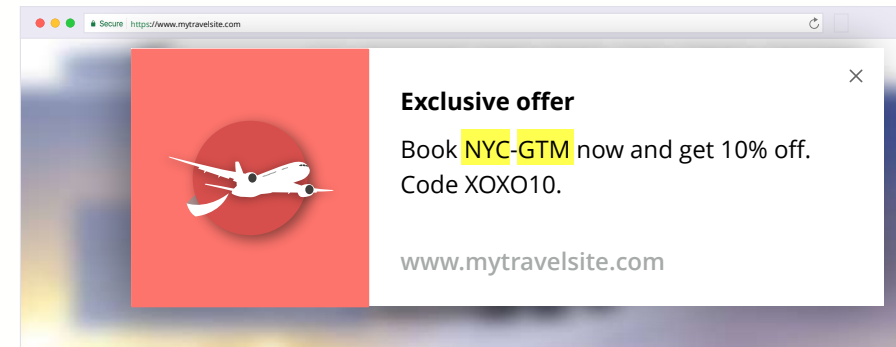 Secure https://www.mytravelsite.com
Exclusive offer
Book NYC-GTM now and get 10% off.
Code XOXO10.
www.mytravelsite.com